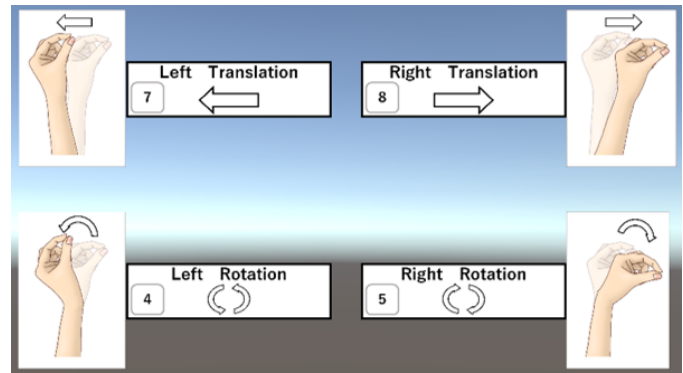 Left Translation
7
Right Translation
8
Left Rotation
4
Right Rotation
5